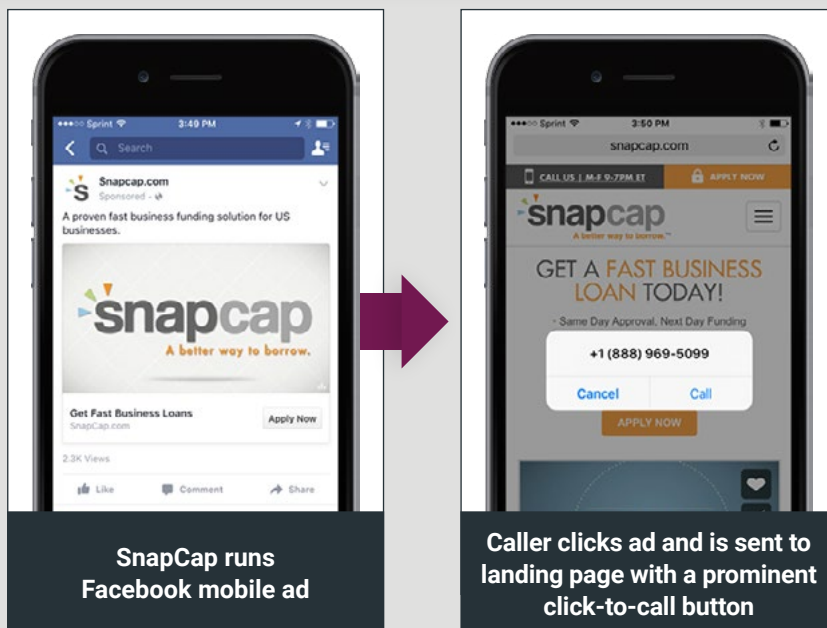 Sprint
3:49 PM
Search
Snapcap.com
Sponsored
A proven fast business funding solution for US
businesses.
snapcap
A better way to borrow.
Get Fast Business Loans
SnapCap.com
Apply Now
2.3K Views
Like
Comment
Share
SnapCap runs
Facebook mobile ad
Sprint
3:50 PM
snapcap.com
CALL US | M-F 9-7PM ET
APPLY NOW
snapcap
A better way to borrow.™
GET A FAST BUSINESS
LOAN TODAY!
- Same Day Approval, Next Day Funding
+1 (888) 969-5099
Cancel
Call
APPLY NOW
Caller clicks ad and is sent to
landing page with a prominent
click-to-call button